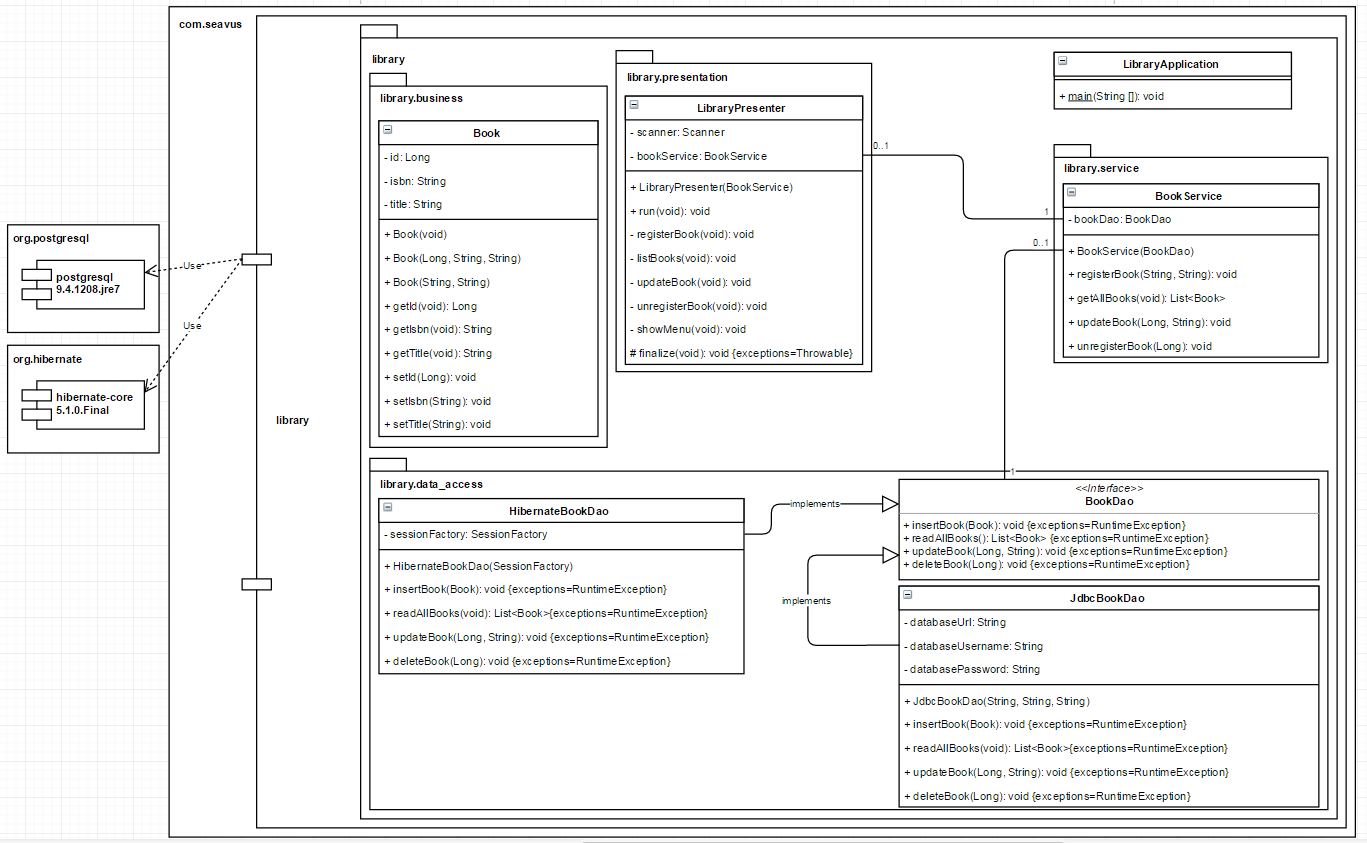 com.seavus
library
library.business
Book
- id: Long
- isbn: String
- title: String
+ Book(void)
+ Book(Long, String, String)
+ Book(String, String)
+ getId(void): Long
+ getIsbn(void): String
+ getTitle(void): String
+ setId(Long): void
+ setIsbn(String): void
+ setTitle(String): void
library.presentation
LibraryPresenter
- scanner: Scanner
- bookService: BookService
+ LibraryPresenter(BookService)
+ run(void): void
- registerBook(void): void
- listBooks(void): void
- updateBook(void): void
- unregisterBook(void): void
- showMenu(void): void
# finalize(void): void {exceptions=Throwable}
LibraryApplication
+ main(String []): void
0..1
1
0..1
1
library.service
BookService
- bookDao: BookDao
+ BookService(BookDao)
+ registerBook(String, String): void
+ getAllBooks(void): List<Book>
+ updateBook(Long, String): void
+ unregisterBook(Long): void
org.postgresql
postgresql
9.4.1208.jre7
Use
Use
org.hibernate
hibernate-core
5.1.0.Final
library
library.data_access
HibernateBookDao
- sessionFactory: SessionFactory
+ HibernateBookDao(SessionFactory)
+ insertBook(Book): void {exceptions=RuntimeException}
+ readAllBooks(void): List<Book>{exceptions=RuntimeException}
+ updateBook(Long, String): void {exceptions=RuntimeException}
+ deleteBook(Long): void {exceptions=RuntimeException}
implements
implements
<<Interface>>
BookDao
+ insertBook(Book): void {exceptions=RuntimeException}
+ readAllBooks(): List<Book> {exceptions=RuntimeException}
+ updateBook(Long, String): void {exceptions=RuntimeException}
+ deleteBook(Long): void {exceptions=RuntimeException}
JdbcBookDao
- databaseUrl: String
- databaseUsername: String
- databasePassword: String
+ JdbcBookDao(String, String, String)
+ insertBook(Book): void {exceptions=RuntimeException}
+ readAllBooks(void): List<Book>{exceptions=RuntimeException}
+ updateBook(Long, String): void {exceptions=RuntimeException}
+ deleteBook(Long): void {exceptions=RuntimeException}